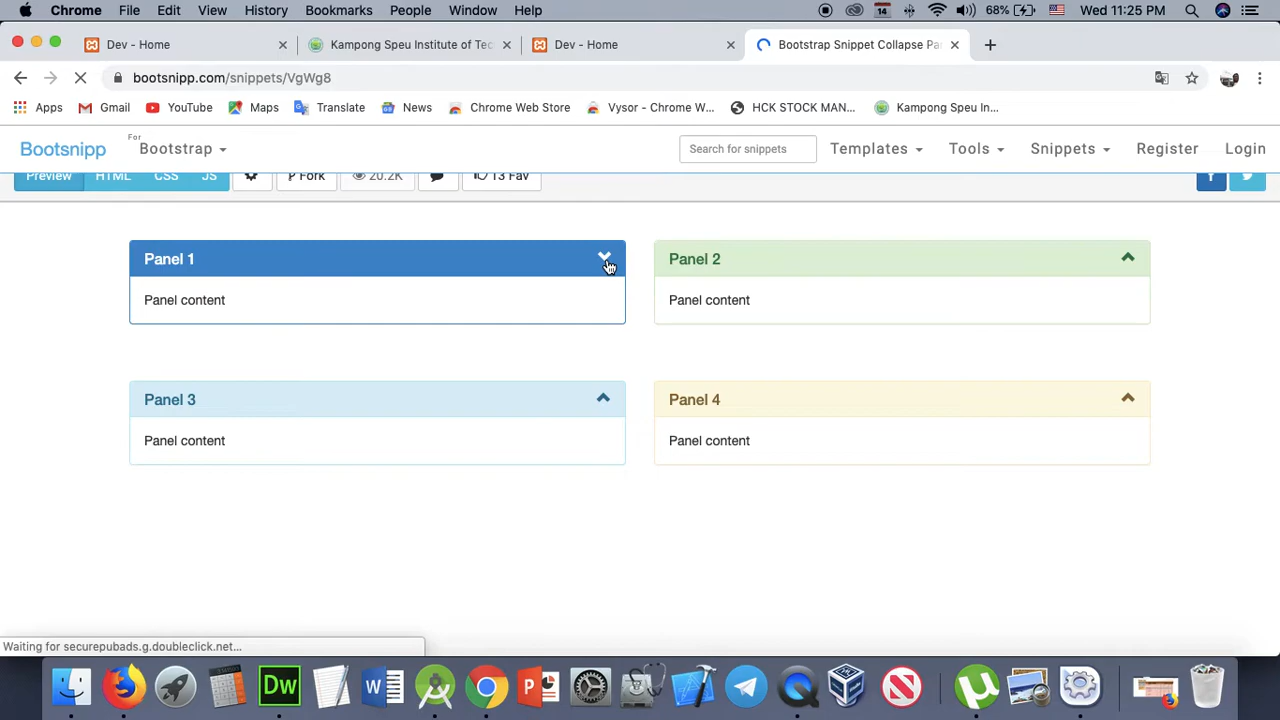 Chrome File Edit View History Bookmarks People Window Help 14 68% Wed 11:25 PM
Dev - Home Kampong Speu Institute of Tec Dev - Home Bootstrap Snippet Collapse Pa
bootsnipp.com/snippets/VgWg8
Apps Gmail YouTube Maps Translate News Chrome Web Store Vysor - Chrome W... HCK STOCK MAN... Kampong Speu In...
Bootsnipp For Bootstrap Search for snippets Templates Tools Snippets Register Login
Preview HTML CSS JS Fork 20.2K 13 Fav
Panel 1 Panel 2
Panel content Panel content
Panel 3 Panel 4
Panel content Panel content
Waiting for securepubads.g.doubleclick.net...
Dw W P